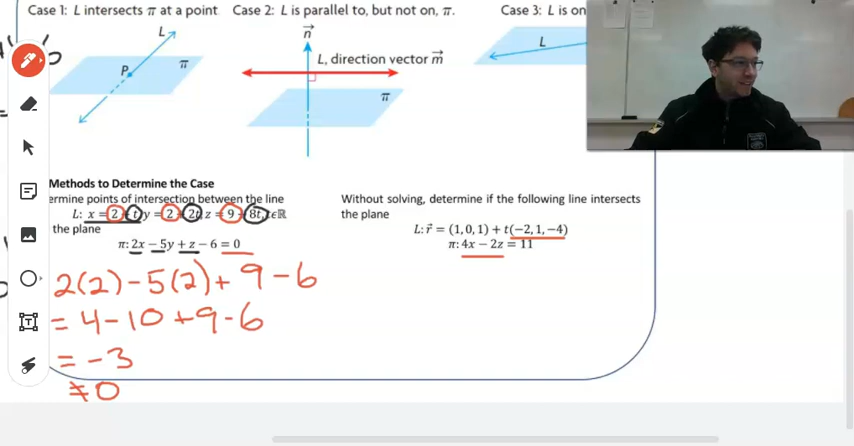 Case 1: L intersects π at a point
Case 2: L is parallel to, but not on, π.
Case 3: L is on
L
P
π
n
L, direction vector m
π
L
Methods to Determine the Case
ermine points of intersection between the line
L: x = 2 + t, y = 2 + 2t, z = 9 + 8t, t∈ℝ
the plane
π: 2x − 5y + z − 6 = 0
2(2) - 5(2) + 9 - 6
= 4 - 10 + 9 - 6
= -3
≠ 0
Without solving, determine if the following line intersects
the plane
L: r⃗ = (1, 0, 1) + t(−2, 1, −4)
π: 4x − 2z = 11